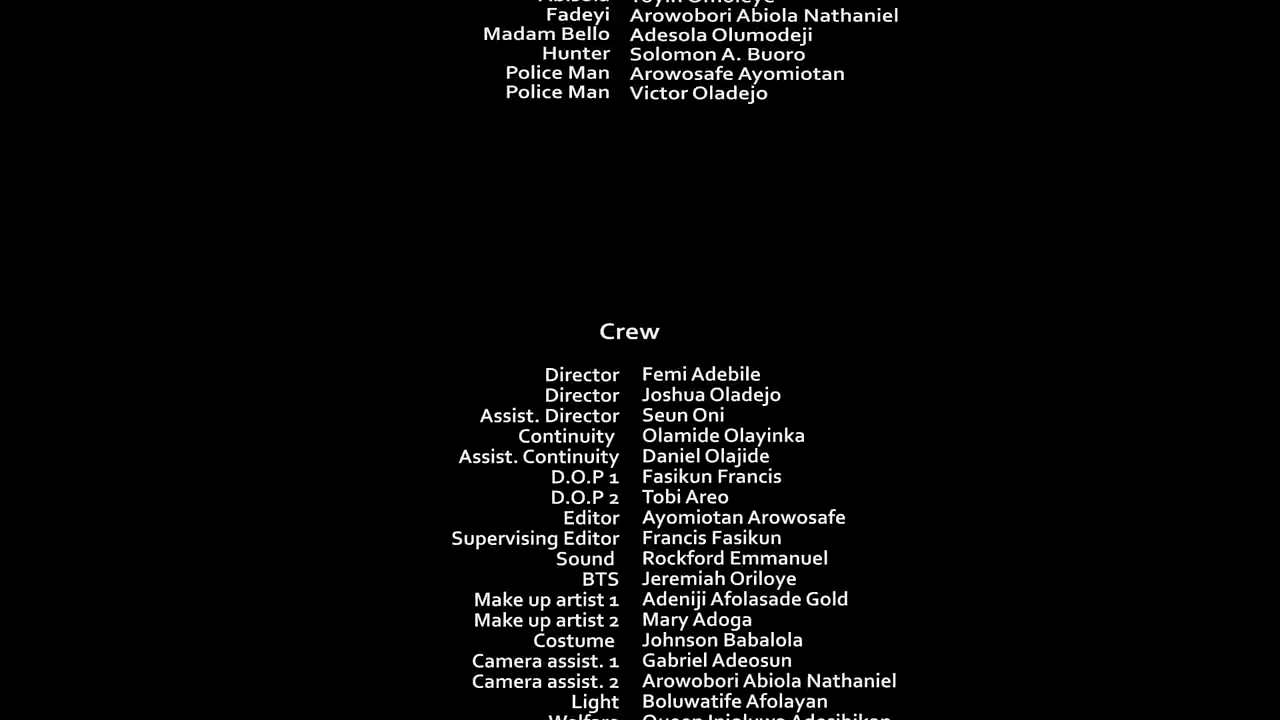 Fadeyi Arowobori Abiola Nathaniel
Madam Bello Adesola Olumodeji
Hunter Solomon A. Buoro
Police Man Arowosafe Ayomiotan
Police Man Victor Oladejo
Crew
Director Femi Adebile
Director Joshua Oladejo
Assist. Director Seun Oni
Continuity Olamide Olayinka
Assist. Continuity Daniel Olajide
D.O.P 1 Fasikun Francis
D.O.P 2 Tobi Areo
Editor Ayomiotan Arowosafe
Supervising Editor Francis Fasikun
Sound Rockford Emmanuel
BTS Jeremiah Oriloye
Make up artist 1 Adeniji Afolasade Gold
Make up artist 2 Mary Adoga
Costume Johnson Babalola
Camera assist. 1 Gabriel Adeosun
Camera assist. 2 Arowobori Abiola Nathaniel
Light Boluwatife Afolayan